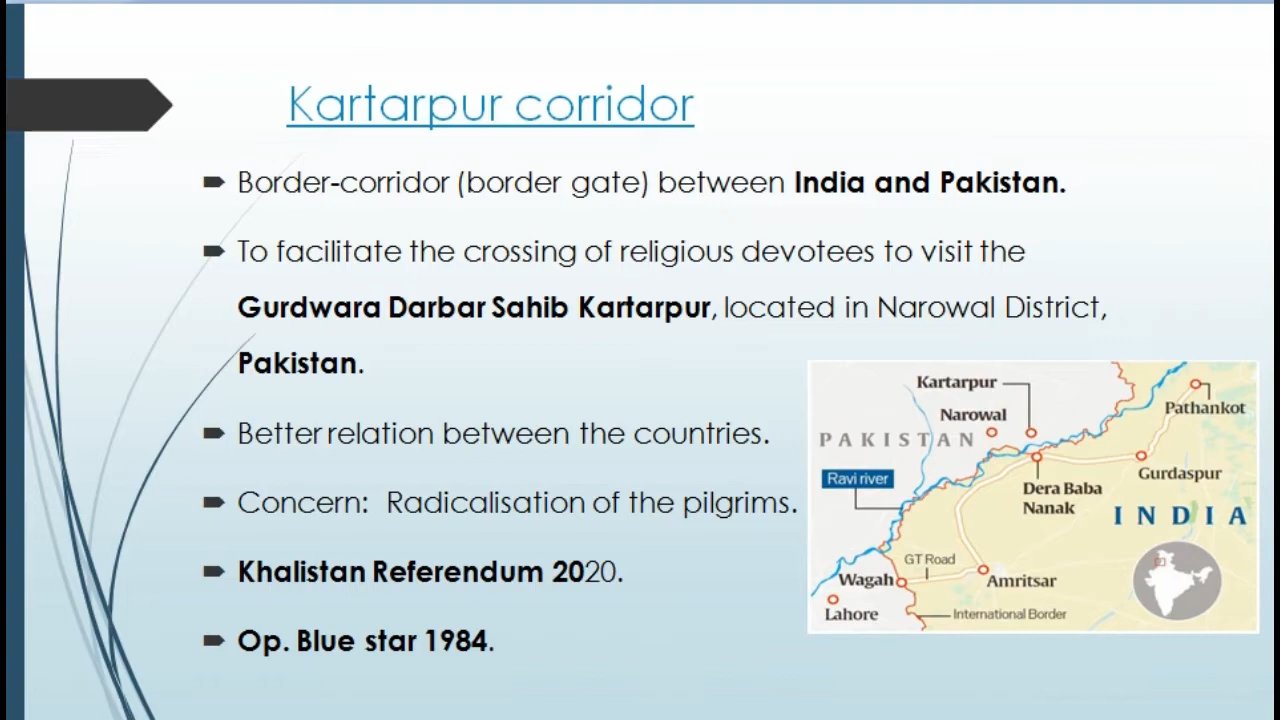 Kartarpur corridor
Border-corridor (border gate) between India and Pakistan.
To facilitate the crossing of religious devotees to visit the
Gurdwara Darbar Sahib Kartarpur, located in Narowal District,
Pakistan.
Better relation between the countries.
Concern: Radicalisation of the pilgrims.
Khalistan Referendum 2020.
Op. Blue star 1984.
Kartarpur
Narowal
Pathankot
PAKISTAN
Ravi river
Gurdaspur
Dera Baba
Nanak
INDIA
GT Road
Wagah
Amritsar
Lahore
International Border